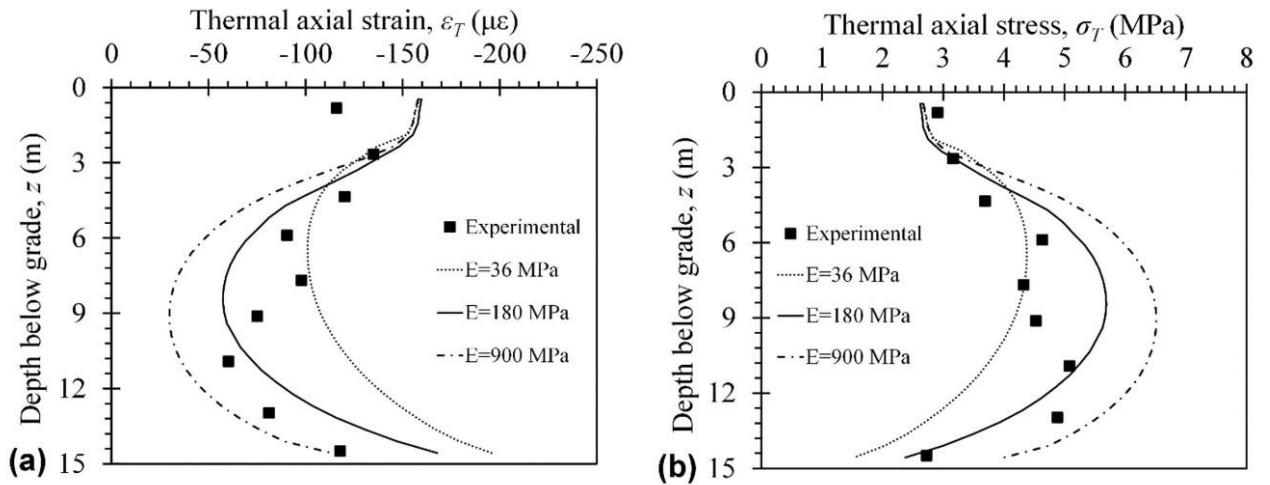 Thermal axial strain, εT (µε)
0 -50 -100 -150 -200 -250
0
3
6
9
12
15
Depth below grade, z (m)
Experimental
E=36 MPa
E=180 MPa
E=900 MPa
(a)
Thermal axial stress, σT (MPa)
0 1 2 3 4 5 6 7 8
0
3
6
9
12
15
Depth below grade, z (m)
Experimental
E=36 MPa
E=180 MPa
E=900 MPa
(b)